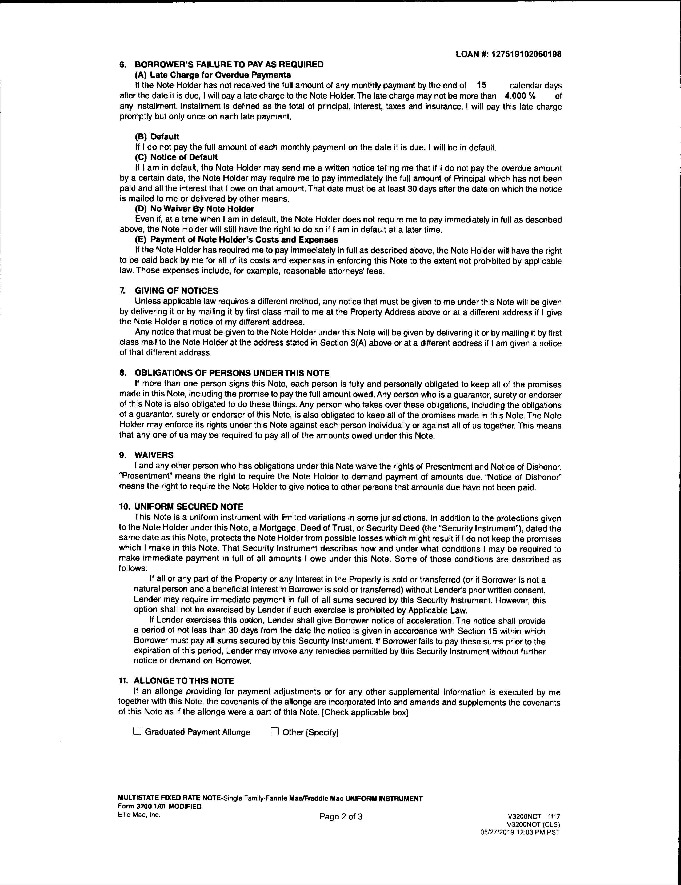 LOAN #: 127519102060198
6. BORROWER'S FAILURE TO PAY AS REQUIRED
(A) Late Charge for Overdue Payments
If the Note Holder has not received the full amount of any monthly payment by the end of 15 calendar days
after the date it is due, I will pay a late charge to the Note Holder. The late charge may not be more than 4.000 % of
any installment. Installment is defined as the total of principal, interest, taxes and insurance. I will pay this late charge
promptly but only once on each late payment.
(B) Default
If I do not pay the full amount of each monthly payment on the date it is due, I will be in default.
(C) Notice of Default
If I am in default, the Note Holder may send me a written notice telling me that if I do not pay the overdue amount
by a certain date, the Note Holder may require me to pay immediately the full amount of Principal which has not been
paid and all the interest that I owe on that amount. That date must be at least 30 days after the date on which the notice
is mailed to me or delivered by other means.
(D) No Waiver By Note Holder
Even if, at a time when I am in default, the Note Holder does not require me to pay immediately in full as described
above, the Note Holder will still have the right to do so if I am in default at a later time.
(E) Payment of Note Holder's Costs and Expenses
If the Note Holder has required me to pay immediately in full as described above, the Note Holder will have the right
to be paid back by me for all of its costs and expenses in enforcing this Note to the extent not prohibited by applicable
law. Those expenses include, for example, reasonable attorneys' fees.
7. GIVING OF NOTICES
Unless applicable law requires a different method, any notice that must be given to me under this Note will be given
by delivering it or by mailing it by first class mail to me at the Property Address above or at a different address if I give
the Note Holder a notice of my different address.
Any notice that must be given to the Note Holder under this Note will be given by delivering it or by mailing it by first
class mail to the Note Holder at the address stated in Section 3(A) above or at a different address if I am given a notice
of that different address.
8. OBLIGATIONS OF PERSONS UNDER THIS NOTE
If more than one person signs this Note, each person is fully and personally obligated to keep all of the promises
made in this Note, including the promise to pay the full amount owed. Any person who is a guarantor, surety or endorser
of this Note is also obligated to do these things. Any person who takes over these obligations, including the obligations
of a guarantor, surety or endorser of this Note, is also obligated to keep all of the promises made in this Note. The Note
Holder may enforce its rights under this Note against each person individually or against all of us together. This means
that any one of us may be required to pay all of the amounts owed under this Note.
9. WAIVERS
I and any other person who has obligations under this Note waive the rights of Presentment and Notice of Dishonor.
"Presentment" means the right to require the Note Holder to demand payment of amounts due. "Notice of Dishonor"
means the right to require the Note Holder to give notice to other persons that amounts due have not been paid.
10. UNIFORM SECURED NOTE
This Note is a uniform instrument with limited variations in some jurisdictions. In addition to the protections given
to the Note Holder under this Note, a Mortgage, Deed of Trust, or Security Deed (the "Security Instrument"), dated the
same date as this Note, protects the Note Holder from possible losses which might result if I do not keep the promises
which I make in this Note. That Security Instrument describes how and under what conditions I may be required to
make immediate payment in full of all amounts I owe under this Note. Some of those conditions are described as
follows:
If all or any part of the Property or any Interest in the Property is sold or transferred (or if Borrower is not a
natural person and a beneficial interest in Borrower is sold or transferred) without Lender's prior written consent,
Lender may require immediate payment in full of all sums secured by this Security Instrument. However, this
option shall not be exercised by Lender if such exercise is prohibited by Applicable Law.
If Lender exercises this option, Lender shall give Borrower notice of acceleration. The notice shall provide
a period of not less than 30 days from the date the notice is given in accordance with Section 15 within which
Borrower must pay all sums secured by this Security Instrument. If Borrower fails to pay these sums prior to the
expiration of this period, Lender may invoke any remedies permitted by this Security Instrument without further
notice or demand on Borrower.
11. ALLONGE TO THIS NOTE
If an allonge providing for payment adjustments or for any other supplemental information is executed by me
together with this Note, the covenants of the allonge are incorporated into and amends and supplements the covenants
of this Note as if the allonge were a part of this Note. [Check applicable box]
☐ Graduated Payment Allonge ☐ Other [Specify]
MULTISTATE FIXED RATE NOTE-Single Family-Fannie Mae/Freddie Mac UNIFORM INSTRUMENT
Form 3200 1/01 MODIFIED
Ellie Mae, Inc. Page 2 of 3 V3200NOT 1117
V3200NOT (CLS)
05/27/2019 12:03 PM PST